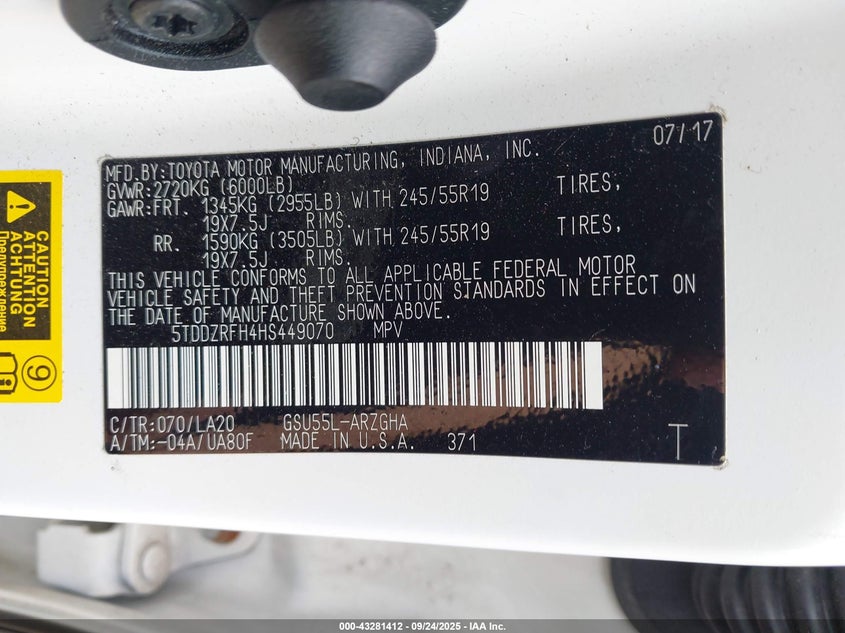 MFD.BY:TOYOTA MOTOR MANUFACTURING, INDIANA, INC. 07/17
GVWR:2720KG (6000LB)
GAWR:FRT. 1345KG (2955LB) WITH 245/55R19 TIRES,
19X7.5J RIMS.
RR. 1590KG (3505LB) WITH 245/55R19 TIRES,
19X7.5J RIMS.
THIS VEHICLE CONFORMS TO ALL APPLICABLE FEDERAL MOTOR
VEHICLE SAFETY AND THEFT PREVENTION STANDARDS IN EFFECT ON
THE DATE OF MANUFACTURE SHOWN ABOVE.
5TDDZRFH4HS449070 MPV
C/TR:070/LA20 GSU55L-ARZGHA
A/TM:-04A/UA80F MADE IN U.S.A. 371 T
CAUTION
ATTENTION
ACHTUNG
Предупреждение
9
000-43281412 - 09/24/2025 - IAA Inc.